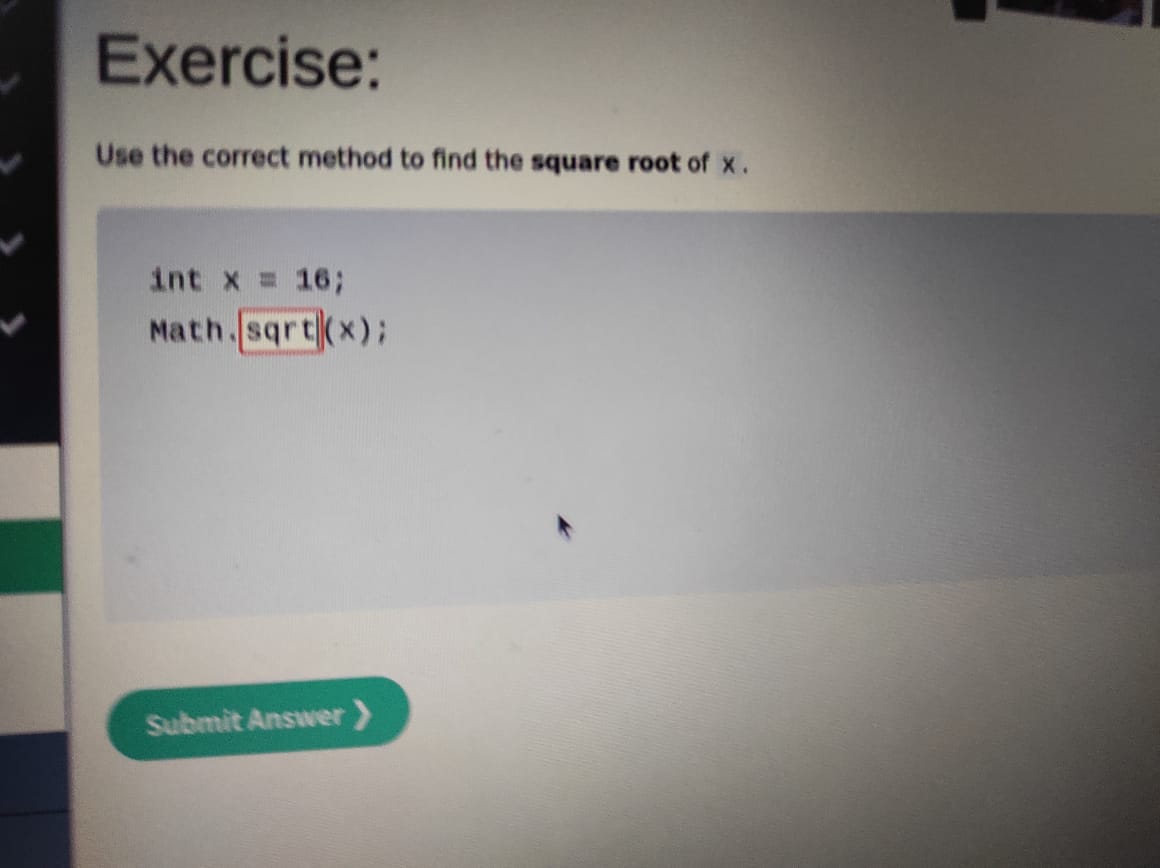 Exercise:
Use the correct method to find the square root of x.
int x = 16;
Math.sqrt(x);
Submit Answer ❯